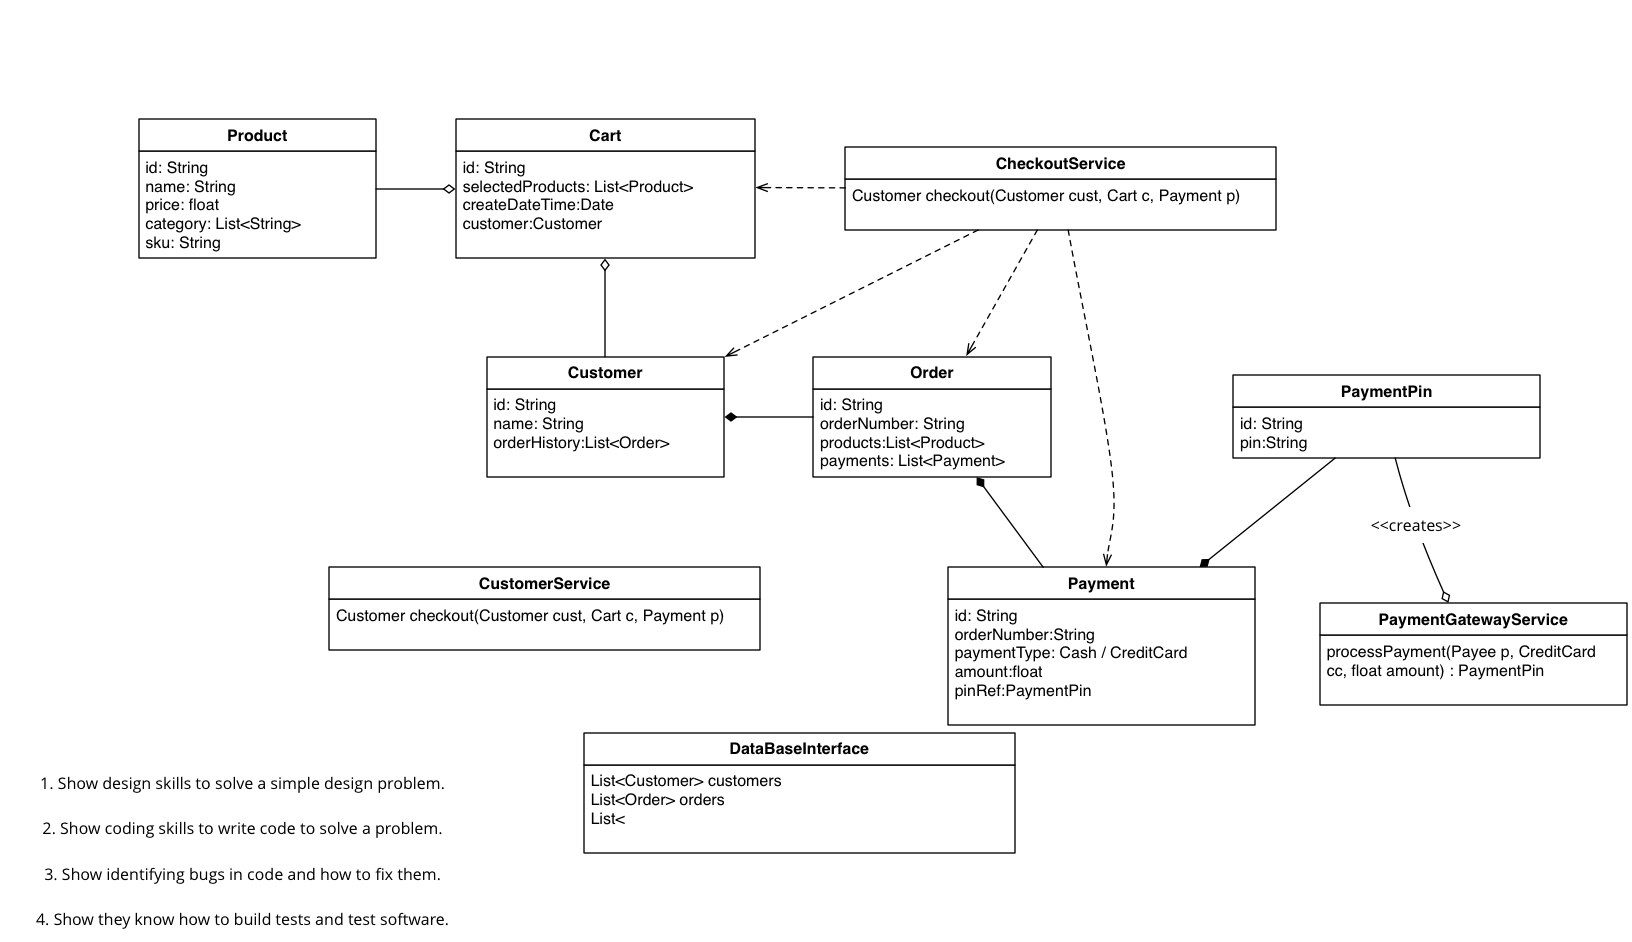 Product
id: String
name: String
price: float
category: List<String>
sku: String
Cart
id: String
selectedProducts: List<Product>
createDateTime:Date
customer:Customer
CheckoutService
Customer checkout(Customer cust, Cart c, Payment p)
Customer
id: String
name: String
orderHistory:List<Order>
Order
id: String
orderNumber: String
products:List<Product>
payments: List<Payment>
PaymentPin
id: String
pin:String
<<creates>>
CustomerService
Customer checkout(Customer cust, Cart c, Payment p)
Payment
id: String
orderNumber:String
paymentType: Cash / CreditCard
amount:float
pinRef:PaymentPin
PaymentGatewayService
processPayment(Payee p, CreditCard
cc, float amount) : PaymentPin
DataBaseInterface
List<Customer> customers
List<Order> orders
List<
1. Show design skills to solve a simple design problem.
2. Show coding skills to write code to solve a problem.
3. Show identifying bugs in code and how to fix them.
4. Show they know how to build tests and test software.